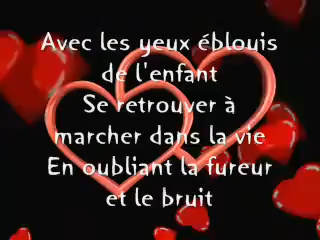 Avec les yeux éblouis
de l'enfant
Se retrouver à
marcher dans la vie
En oubliant la fureur
et le bruit